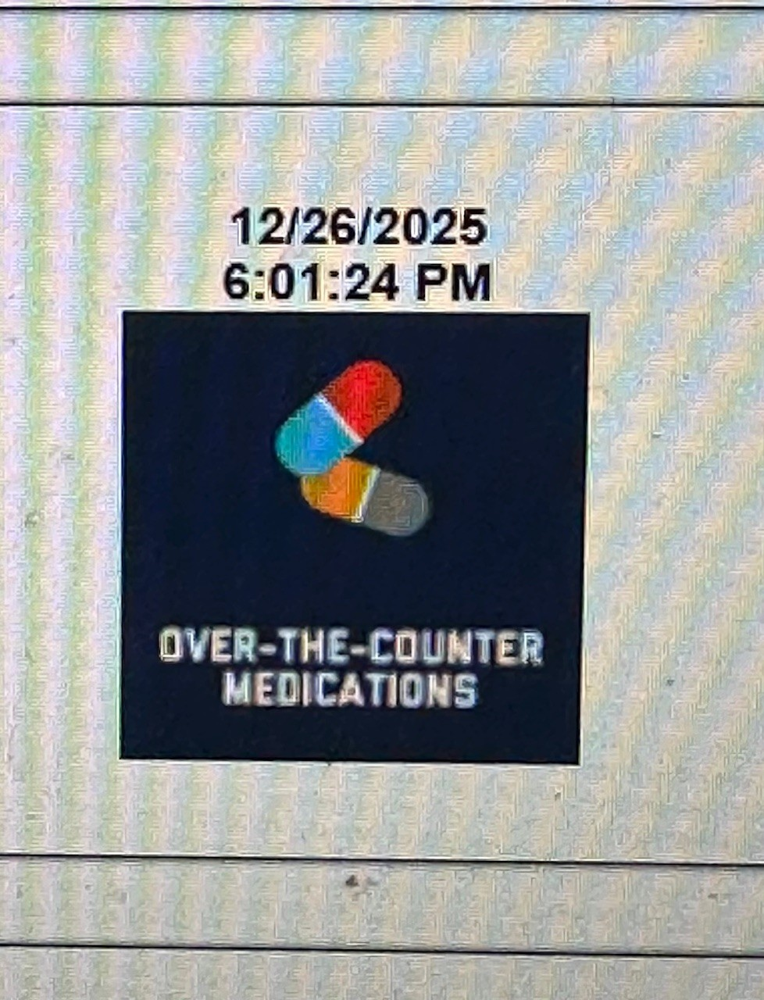 12/26/2025
6:01:24 PM
OVER-THE-COUNTER
MEDICATIONS